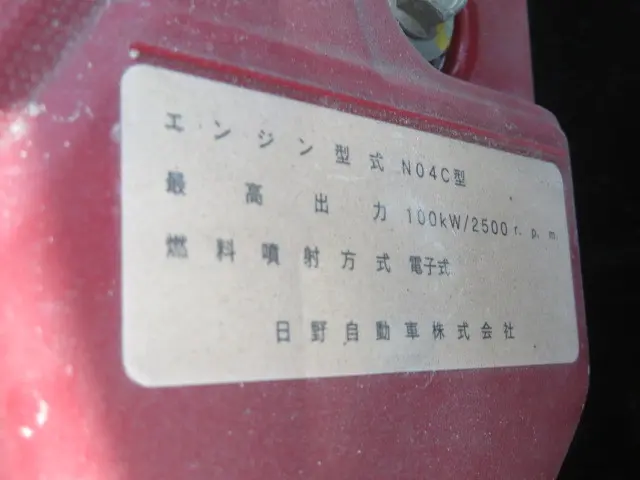 エンジン型式 N04C型
最高出力 100kW/2500r.p.m.
燃料噴射方式 電子式
日野自動車株式会社